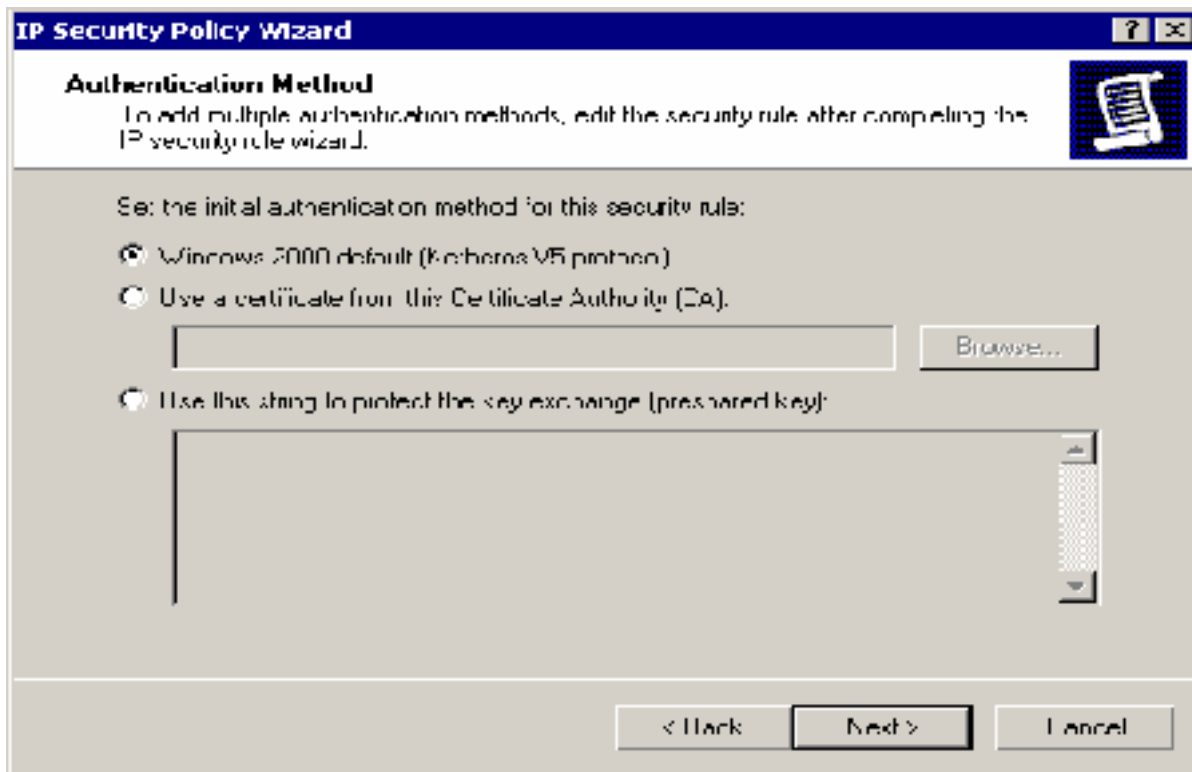 IP Security Policy Wizard
Authentication Method
To add multiple authentication methods, edit the security rule after completing the
IP security rule wizard.
Set the initial authentication method for this security rule:
Windows 2000 default (Kerberos V5 protocol)
Use a certificate from this Certificate Authority (CA):
Browse...
Use this string to protect the key exchange (preshared key):
< Back Next > Cancel